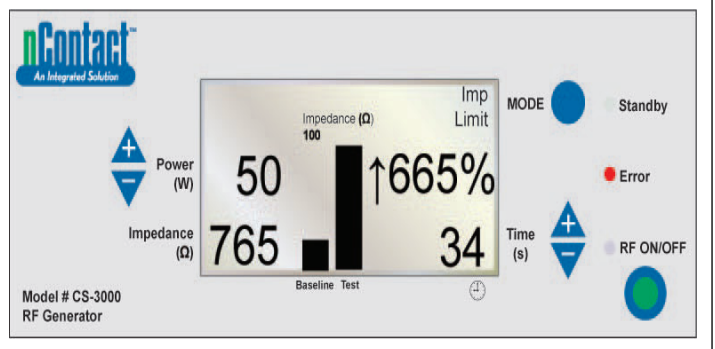 nContact™
An Integrated Solution
Imp
Limit
Impedance (Ω)
100
MODE
Standby
Power
(W)
50
↑665%
Error
Impedance
(Ω)
765
34
Time
(s)
+
−
+
−
RF ON/OFF
Baseline Test
Model # CS-3000
RF Generator